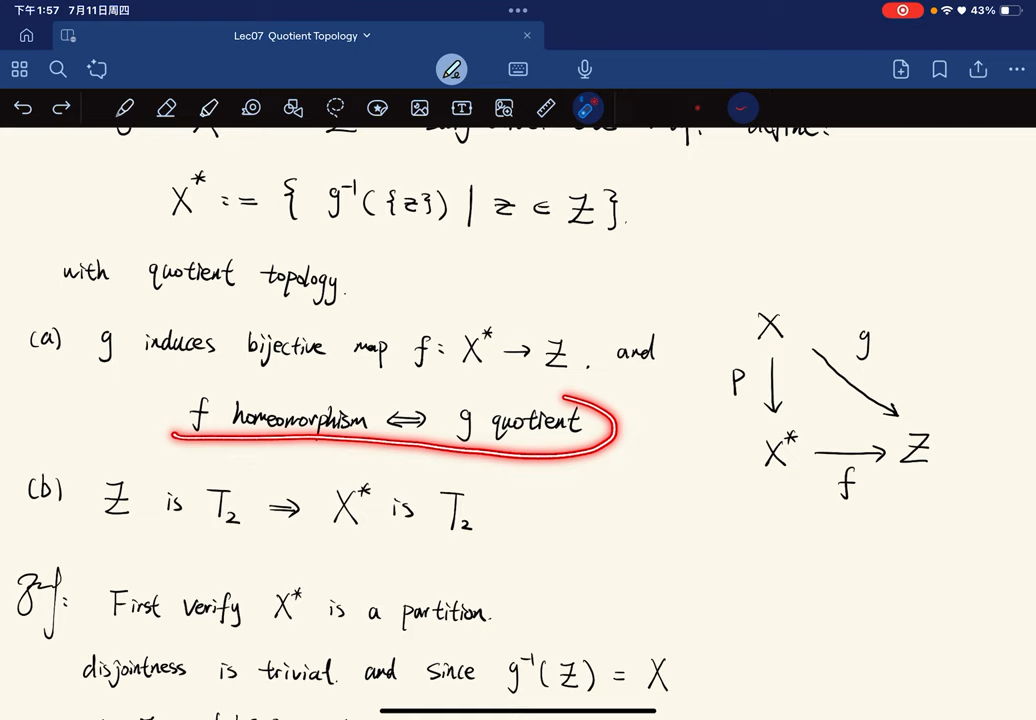 下午1:57 7月11日周四
43%
Lec07 Quotient Topology
X* := { g⁻¹({z}) | z ∈ Z }.
with quotient topology.
(a) g induces bijective map f: X* → Z, and
f homeomorphism ⟺ g quotient
(b) Z is T₂ ⟹ X* is T₂
X
g
P
X* → Z
f
First verify X* is a partition.
disjointness is trivial. and since g⁻¹(Z) = X